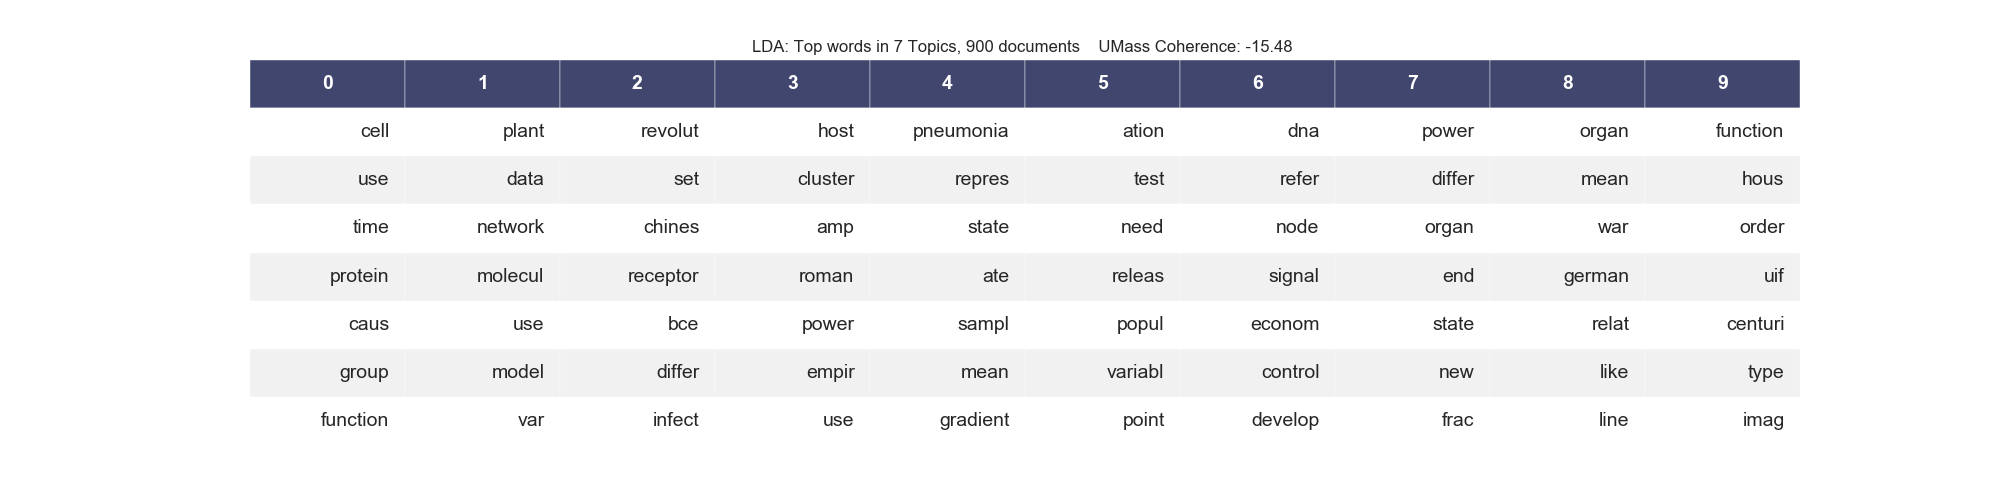 LDA: Top words in 7 Topics, 900 documents    UMass Coherence: -15.48
0 1 2 3 4 5 6 7 8 9
cell plant revolut host pneumonia ation dna power organ function
use data set cluster repres test refer differ mean hous
time network chines amp state need node organ war order
protein molecul receptor roman ate releas signal end german uif
caus use bce power sampl popul econom state relat centuri
group model differ empir mean variabl control new like type
function var infect use gradient point develop frac line imag